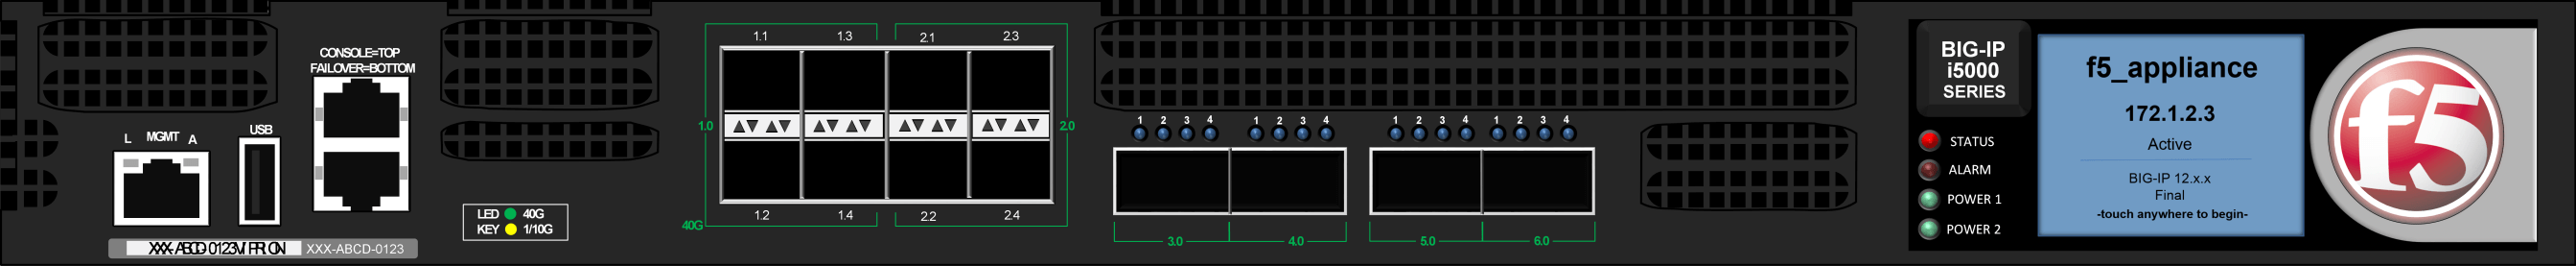 CONSOLE=TOP
FAILOVER=BOTTOM
L MGMT A
USB
XXX-ABCD-0123
LED 40G
KEY 1/10G
1.1 1.3 2.1 2.3
1.0 2.0
1.2 1.4 2.2 2.4
40G
1 2 3 4 1 2 3 4 1 2 3 4 1 2 3 4
3.0 4.0 5.0 6.0
BIG-IP
i5000
SERIES
STATUS
ALARM
POWER 1
POWER 2
f5_appliance
172.1.2.3
Active
BIG-IP 12.x.x
Final
-touch anywhere to begin-
f5